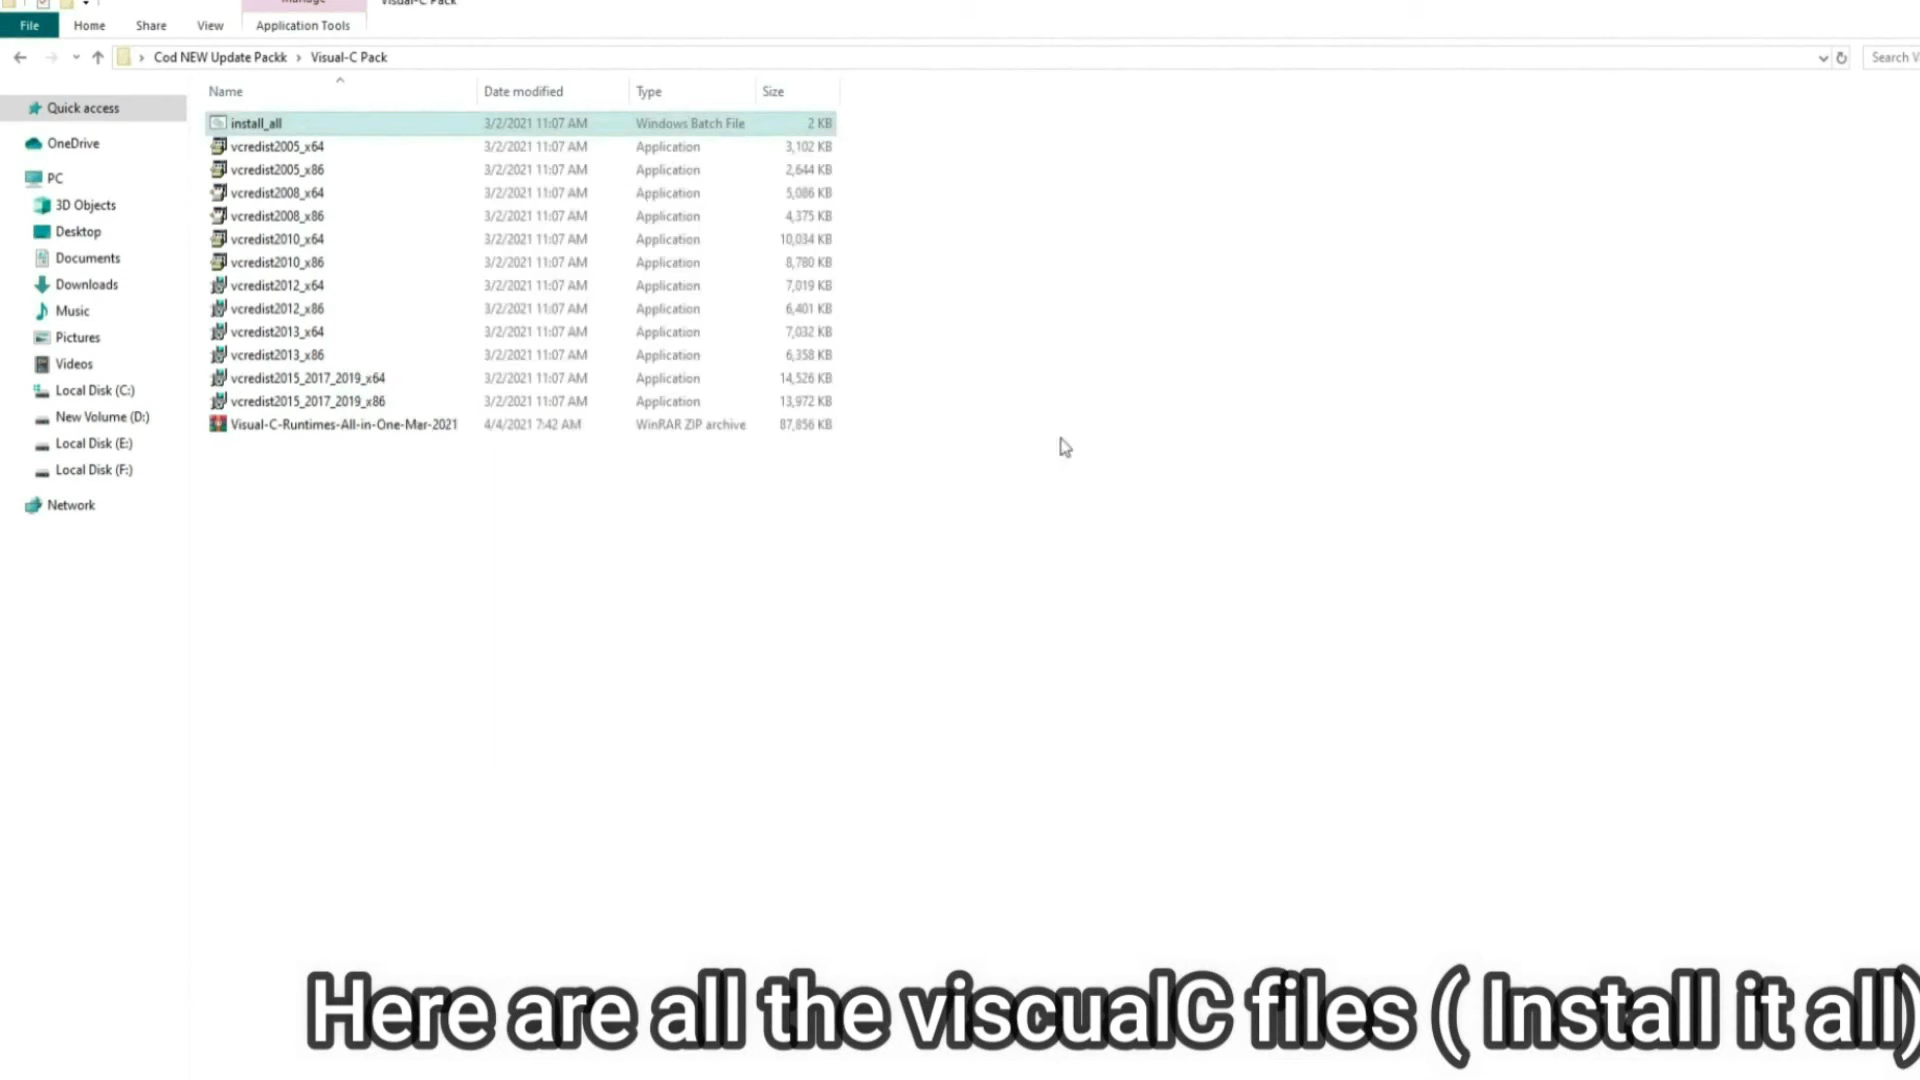 Manage
Visual-C Pack
File
Home
Share
View
Application Tools
Cod NEW Update Packk
Visual-C Pack
Search V
Name
Date modified
Type
Size
Quick access
OneDrive
PC
3D Objects
Desktop
Documents
Downloads
Music
Pictures
Videos
Local Disk (C:)
New Volume (D:)
Local Disk (E:)
Local Disk (F:)
Network
install_all 3/2/2021 11:07 AM Windows Batch File 2 KB
vcredist2005_x64 3/2/2021 11:07 AM Application 3,102 KB
vcredist2005_x86 3/2/2021 11:07 AM Application 2,644 KB
vcredist2008_x64 3/2/2021 11:07 AM Application 5,086 KB
vcredist2008_x86 3/2/2021 11:07 AM Application 4,375 KB
vcredist2010_x64 3/2/2021 11:07 AM Application 10,034 KB
vcredist2010_x86 3/2/2021 11:07 AM Application 8,780 KB
vcredist2012_x64 3/2/2021 11:07 AM Application 7,019 KB
vcredist2012_x86 3/2/2021 11:07 AM Application 6,401 KB
vcredist2013_x64 3/2/2021 11:07 AM Application 7,032 KB
vcredist2013_x86 3/2/2021 11:07 AM Application 6,358 KB
vcredist2015_2017_2019_x64 3/2/2021 11:07 AM Application 14,526 KB
vcredist2015_2017_2019_x86 3/2/2021 11:07 AM Application 13,972 KB
Visual-C-Runtimes-All-in-One-Mar-2021 4/4/2021 7:42 AM WinRAR ZIP archive 87,856 KB
Here are all the viscualC files ( Install it all)